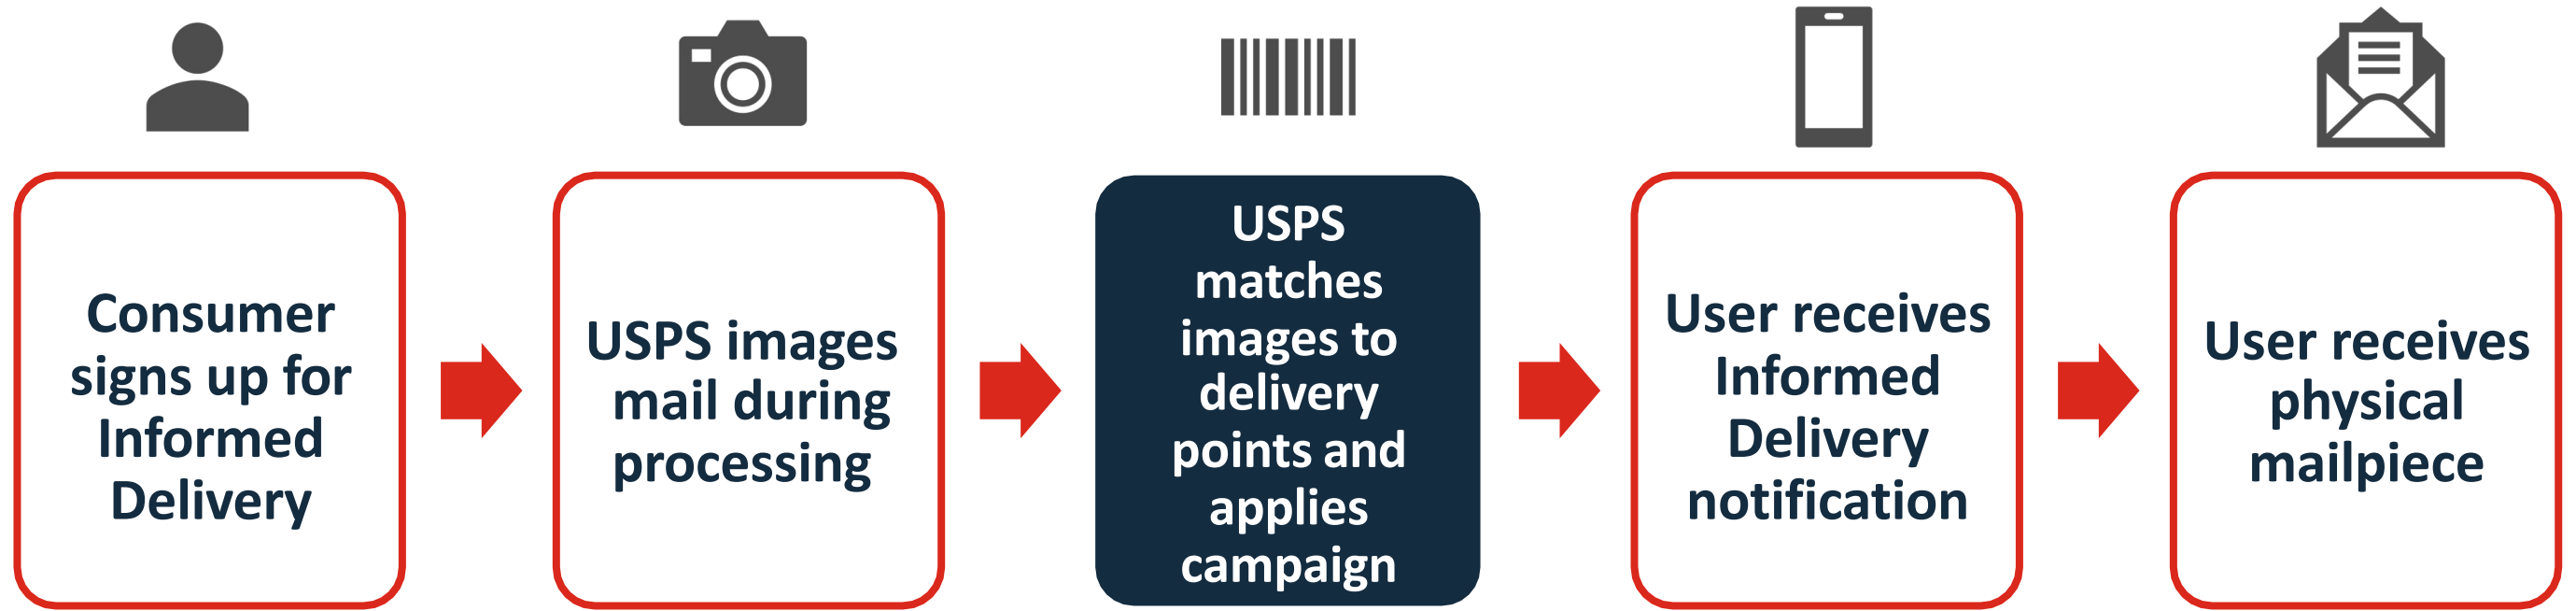 Consumer
signs up for
Informed
Delivery
USPS images
mail during
processing
USPS
matches
images to
delivery
points and
applies
campaign
User receives
Informed
Delivery
notification
User receives
physical
mailpiece